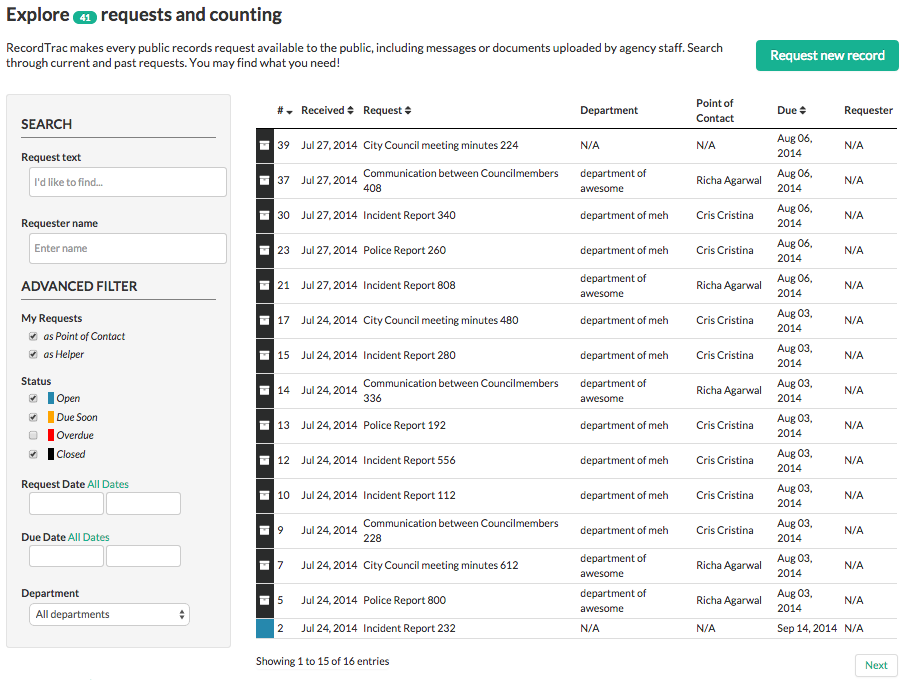 Explore 41 requests and counting
RecordTrac makes every public records request available to the public, including messages or documents uploaded by agency staff. Search
through current and past requests. You may find what you need!
Request new record
SEARCH
Request text
I'd like to find...
Requester name
Enter name
ADVANCED FILTER
My Requests
as Point of Contact
as Helper
Status
Open
Due Soon
Overdue
Closed
Request Date All Dates
Due Date All Dates
Department
All departments
# Received Request Department Point of Contact Due Requester
39 Jul 27, 2014 City Council meeting minutes 224 N/A N/A Aug 06, 2014 N/A
37 Jul 27, 2014 Communication between Councilmembers 408 department of awesome Richa Agarwal Aug 06, 2014 N/A
30 Jul 27, 2014 Incident Report 340 department of meh Cris Cristina Aug 06, 2014 N/A
23 Jul 27, 2014 Police Report 260 department of meh Cris Cristina Aug 06, 2014 N/A
21 Jul 27, 2014 Incident Report 808 department of awesome Richa Agarwal Aug 06, 2014 N/A
17 Jul 24, 2014 City Council meeting minutes 480 department of meh Cris Cristina Aug 03, 2014 N/A
15 Jul 24, 2014 Incident Report 280 department of meh Cris Cristina Aug 03, 2014 N/A
14 Jul 24, 2014 Communication between Councilmembers 336 department of awesome Richa Agarwal Aug 03, 2014 N/A
13 Jul 24, 2014 Police Report 192 department of meh Cris Cristina Aug 03, 2014 N/A
12 Jul 24, 2014 Incident Report 556 department of meh Cris Cristina Aug 03, 2014 N/A
10 Jul 24, 2014 Incident Report 112 department of meh Cris Cristina Aug 03, 2014 N/A
9 Jul 24, 2014 Communication between Councilmembers 228 department of meh Cris Cristina Aug 03, 2014 N/A
7 Jul 24, 2014 City Council meeting minutes 612 department of awesome Richa Agarwal Aug 03, 2014 N/A
5 Jul 24, 2014 Police Report 800 department of awesome Richa Agarwal Aug 03, 2014 N/A
2 Jul 24, 2014 Incident Report 232 N/A N/A Sep 14, 2014 N/A
Showing 1 to 15 of 16 entries
Next